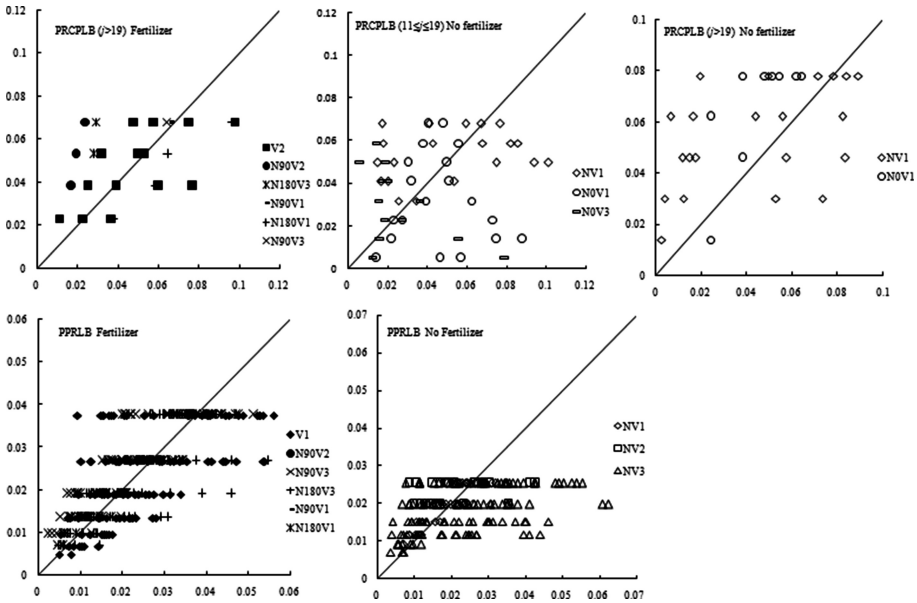 PRCPLB (j>19) Fertilizer
0.12
0.1
0.08
0.06
0.04
0.02
0
0 0.02 0.04 0.06 0.08 0.1 0.12
V2
N90V2
N180V3
N90V1
N180V1
N90V3
PRCPLB (11≤j≤19) No fertilizer
0.12
0.1
0.08
0.06
0.04
0.02
0
0 0.02 0.04 0.06 0.08 0.1 0.12
NV1
N0V1
N0V3
PRCPLB (j>19) No fertilizer
0.1
0.08
0.06
0.04
0.02
0
0 0.02 0.04 0.06 0.08 0.1
NV1
N0V1
PPRLB Fertilizer
0.06
0.05
0.04
0.03
0.02
0.01
0
0 0.01 0.02 0.03 0.04 0.05 0.06
V1
N90V2
N90V3
N180V3
N90V1
N180V1
PPRLB No Fertilizer
0.07
0.06
0.05
0.04
0.03
0.02
0.01
0
0 0.01 0.02 0.03 0.04 0.05 0.06 0.07
NV1
NV2
NV3